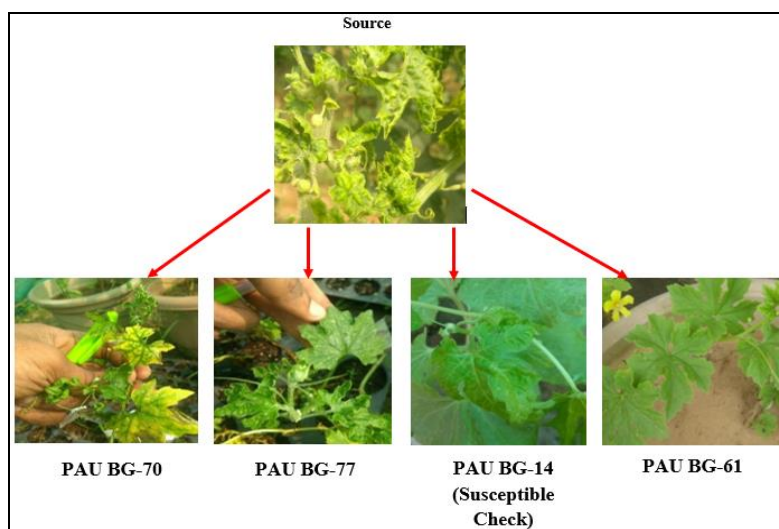 Source
PAU BG-70
PAU BG-77
PAU BG-14
(Susceptible
Check)
PAU BG-61